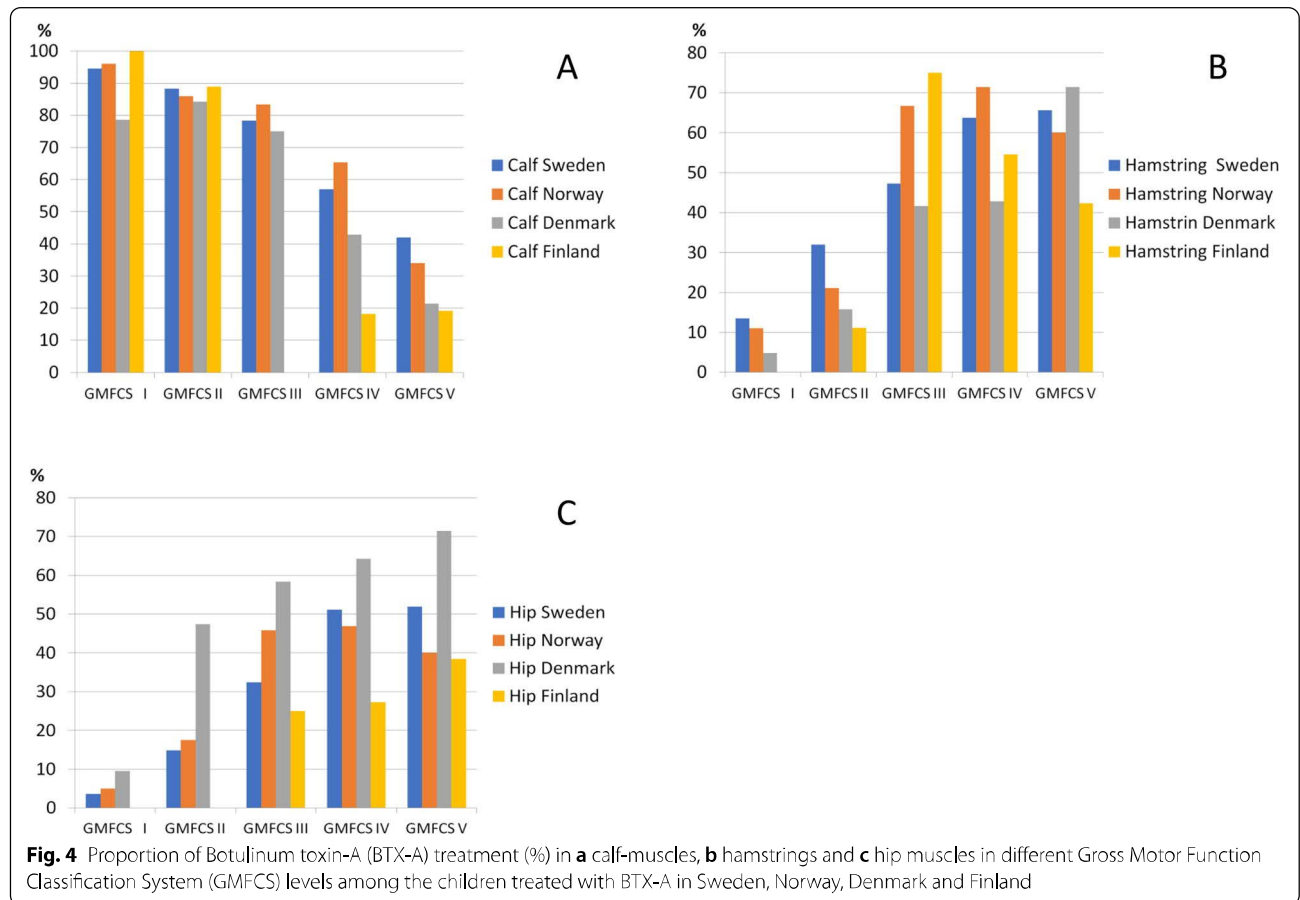 %
A
100
90
80
70
60
50
40
30
20
10
0
GMFCS I GMFCS II GMFCS III GMFCS IV GMFCS V
Calf Sweden
Calf Norway
Calf Denmark
Calf Finland
%
B
80
70
60
50
40
30
20
10
0
GMFCS I GMFCS II GMFCS III GMFCS IV GMFCS V
Hamstring Sweden
Hamstring Norway
Hamstrin Denmark
Hamstring Finland
%
C
80
70
60
50
40
30
20
10
0
GMFCS I GMFCS II GMFCS III GMFCS IV GMFCS V
Hip Sweden
Hip Norway
Hip Denmark
Hip Finland
Fig. 4 Proportion of Botulinum toxin-A (BTX-A) treatment (%) in a calf-muscles, b hamstrings and c hip muscles in different Gross Motor Function
Classification System (GMFCS) levels among the children treated with BTX-A in Sweden, Norway, Denmark and Finland